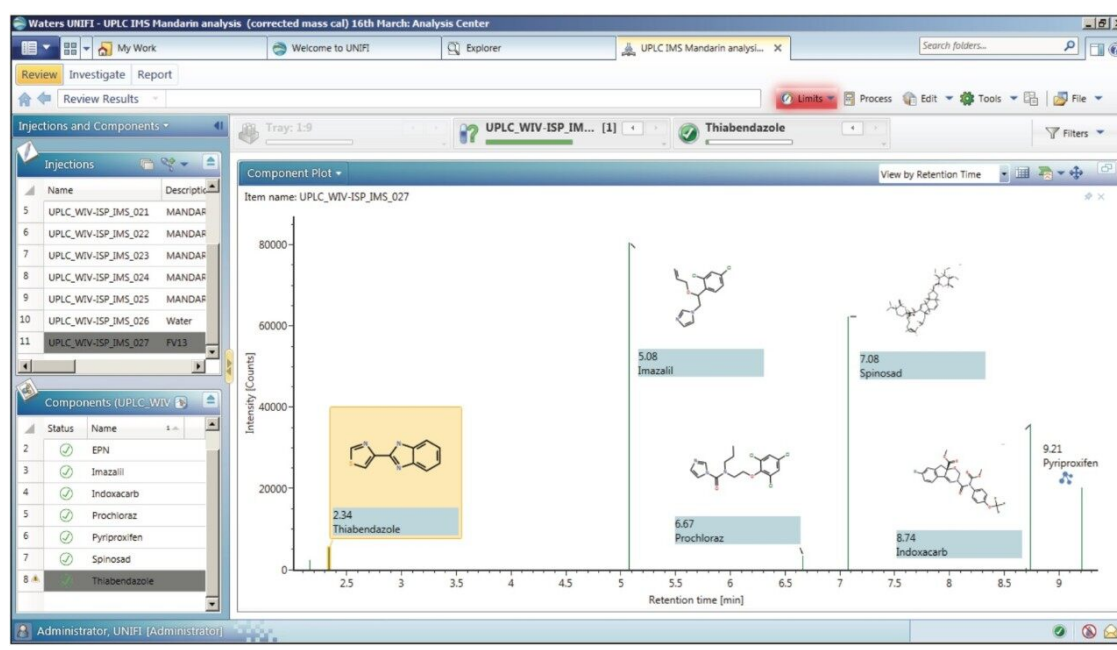 Waters UNIFI - UPLC IMS Mandarin analysis (corrected mass cal) 16th March: Analysis Center
My Work
Welcome to UNIFI
Explorer
UPLC IMS Mandarin analysi... X
Search folders...
Review Investigate Report
Review Results
Limits Process Edit Tools File
Injections and Components
Tray: 1:9
UPLC_WIV-ISP_IM... [1]
Thiabendazole
Filters
Injections
Name Descriptic
5 UPLC_WIV-ISP_IMS_021 MANDAR
6 UPLC_WIV-ISP_IMS_022 MANDAR
7 UPLC_WIV-ISP_IMS_023 MANDAR
8 UPLC_WIV-ISP_IMS_024 MANDAR
9 UPLC_WIV-ISP_IMS_025 MANDAR
10 UPLC_WIV-ISP_IMS_026 Water
11 UPLC_WIV-ISP_IMS_027 FV13
Components (UPLC_WIV
Status Name 1
2 EPN
3 Imazalil
4 Indoxacarb
5 Prochloraz
6 Pyriproxifen
7 Spinosad
8 Thiabendazole
Component Plot
View by Retention Time
Item name: UPLC_WIV-ISP_IMS_027
Intensity [Counts]
80000
60000
40000
20000
0
5.08
Imazalil
7.08
Spinosad
2.34
Thiabendazole
6.67
Prochloraz
8.74
Indoxacarb
9.21
Pyriproxifen
2.5 3 3.5 4 4.5 5 5.5 6 6.5 7 7.5 8 8.5 9
Retention time [min]
Administrator, UNIFI [Administrator]